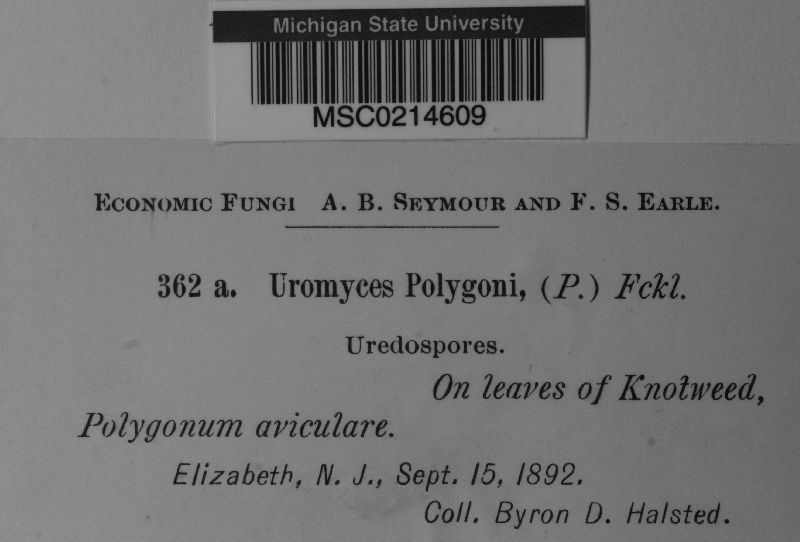 Michigan State University
MSC0214609
Economic Fungi A. B. Seymour and F. S. Earle.
362 a. Uromyces Polygoni, (P.) Fckl.
Uredospores.
On leaves of Knotweed,
Polygonum aviculare.
Elizabeth, N. J., Sept. 15, 1892.
Coll. Byron D. Halsted.